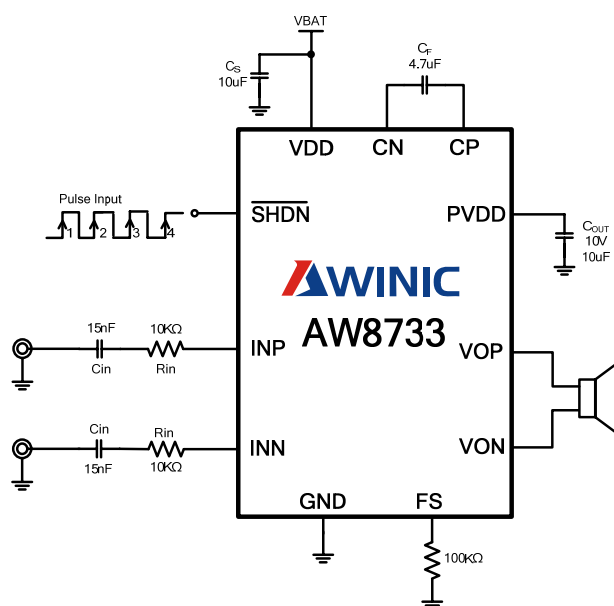 VBAT
CS
10uF
CF
4.7uF
VDD
CN
CP
Pulse Input
1
2
3
4
SHDN
PVDD
COUT
10V
10uF
AWINIC
AW8733
15nF
10KΩ
Cin
Rin
INP
VOP
Cin
Rin
15nF
10KΩ
INN
VON
GND
FS
100KΩ